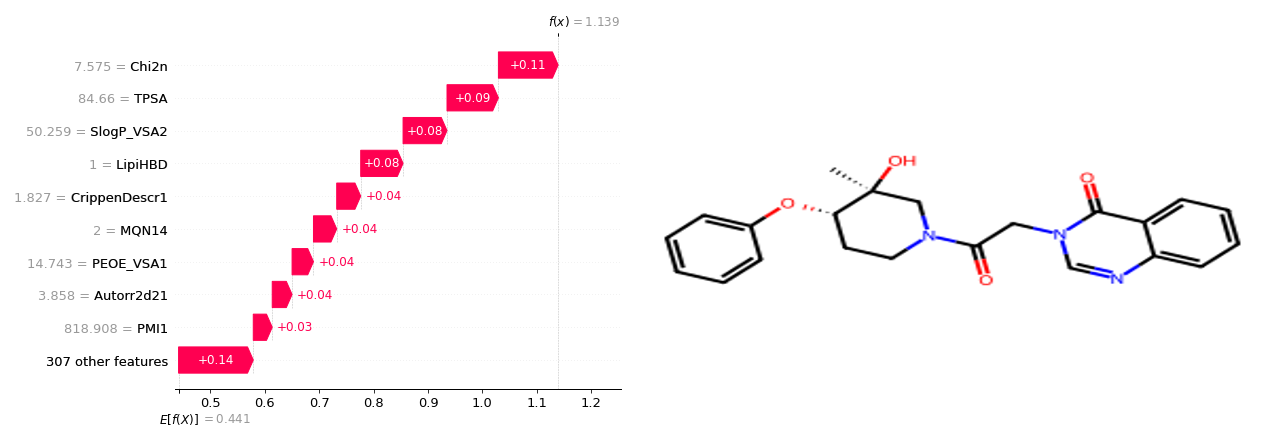 f(x) = 1.139
7.575 = Chi2n
+0.11
84.66 = TPSA
+0.09
50.259 = SlogP_VSA2
+0.08
1 = LipiHBD
+0.08
1.827 = CrippenDescr1
+0.04
2 = MQN14
+0.04
14.743 = PEOE_VSA1
+0.04
3.858 = Autorr2d21
+0.04
818.908 = PMI1
+0.03
307 other features
+0.14
0.5 0.6 0.7 0.8 0.9 1.0 1.1 1.2
E[f(X)] = 0.441
OH
O
O
N
N
O
N